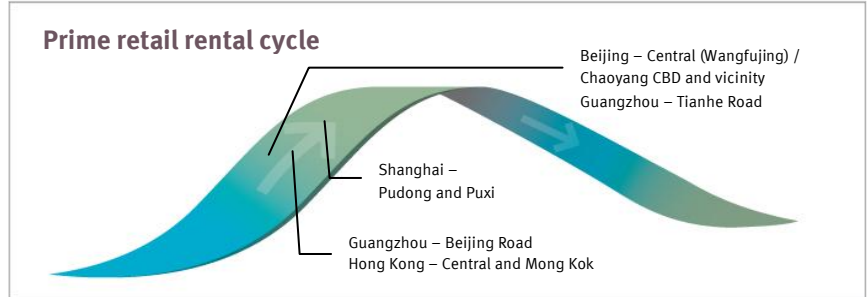 Prime retail rental cycle
Beijing – Central (Wangfujing) /
Chaoyang CBD and vicinity
Guangzhou – Tianhe Road
Shanghai –
Pudong and Puxi
Guangzhou – Beijing Road
Hong Kong – Central and Mong Kok